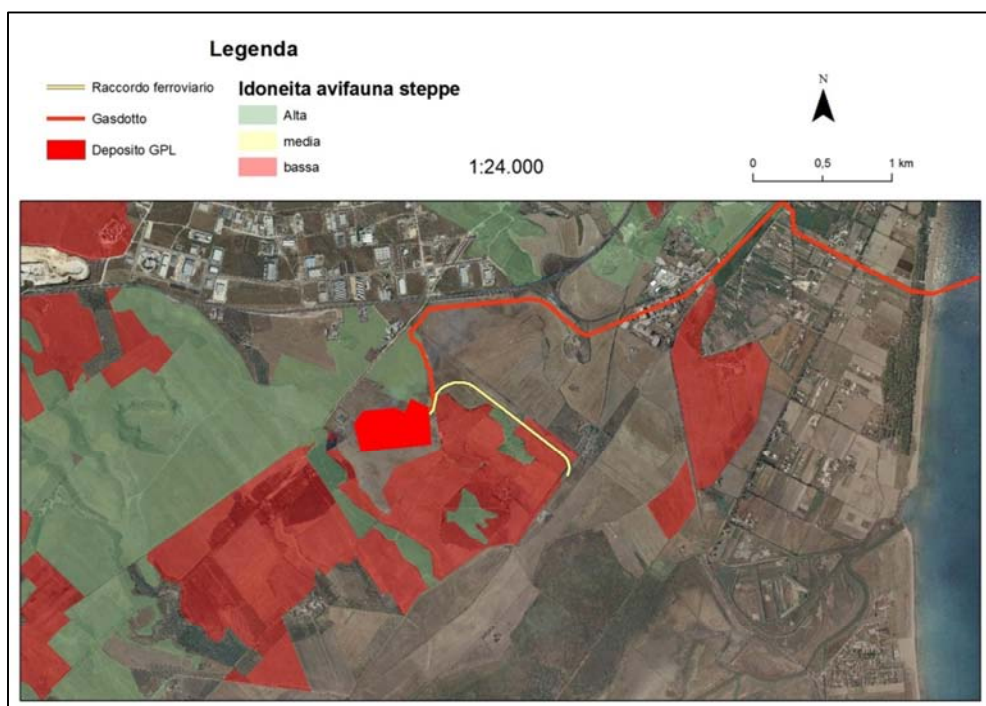 Legenda
Raccordo ferroviario
Gasdotto
Deposito GPL
Idoneita avifauna steppe
Alta
media
bassa
1:24.000
N
0 0,5 1 km